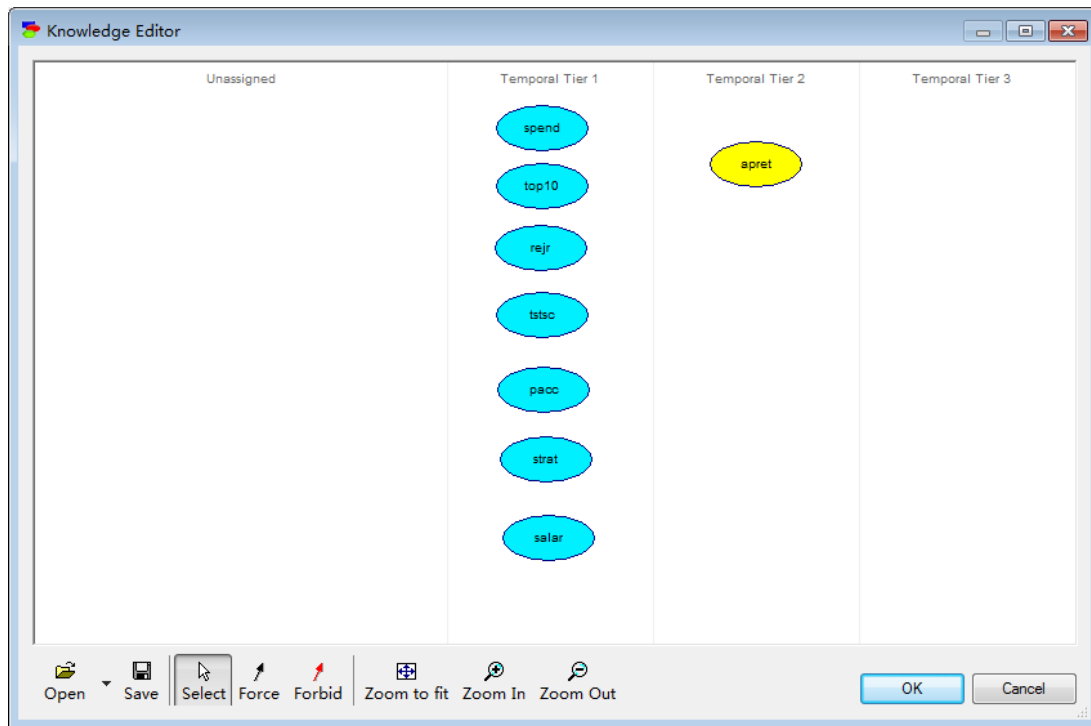 Knowledge Editor
Unassigned Temporal Tier 1 Temporal Tier 2 Temporal Tier 3
spend
apret
top10
rejr
tstsc
pacc
strat
salar
Open Save Select Force Forbid Zoom to fit Zoom In Zoom Out OK Cancel